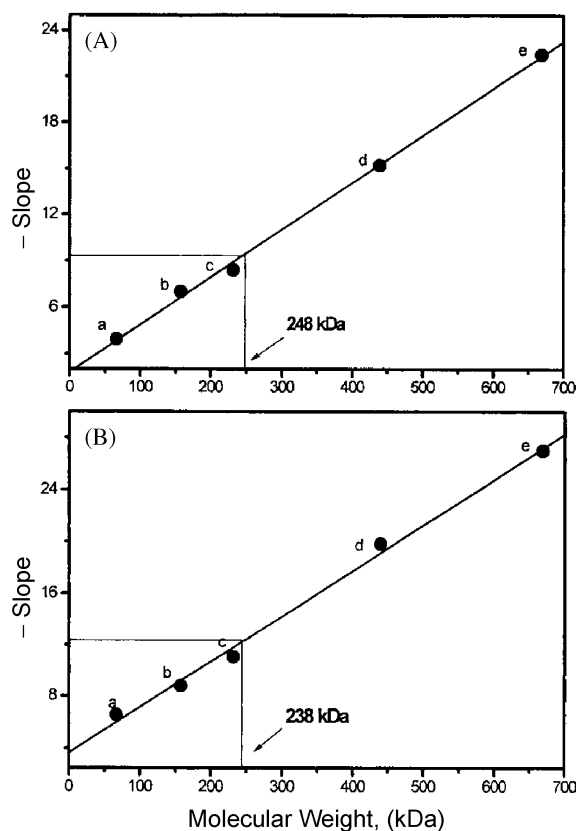 (A)
24
18
12
6
– Slope
a
b
c
d
e
248 kDa
0 100 200 300 400 500 600 700
(B)
24
16
8
– Slope
a
b
c
d
e
238 kDa
0 100 200 300 400 500 600 700
Molecular Weight, (kDa)